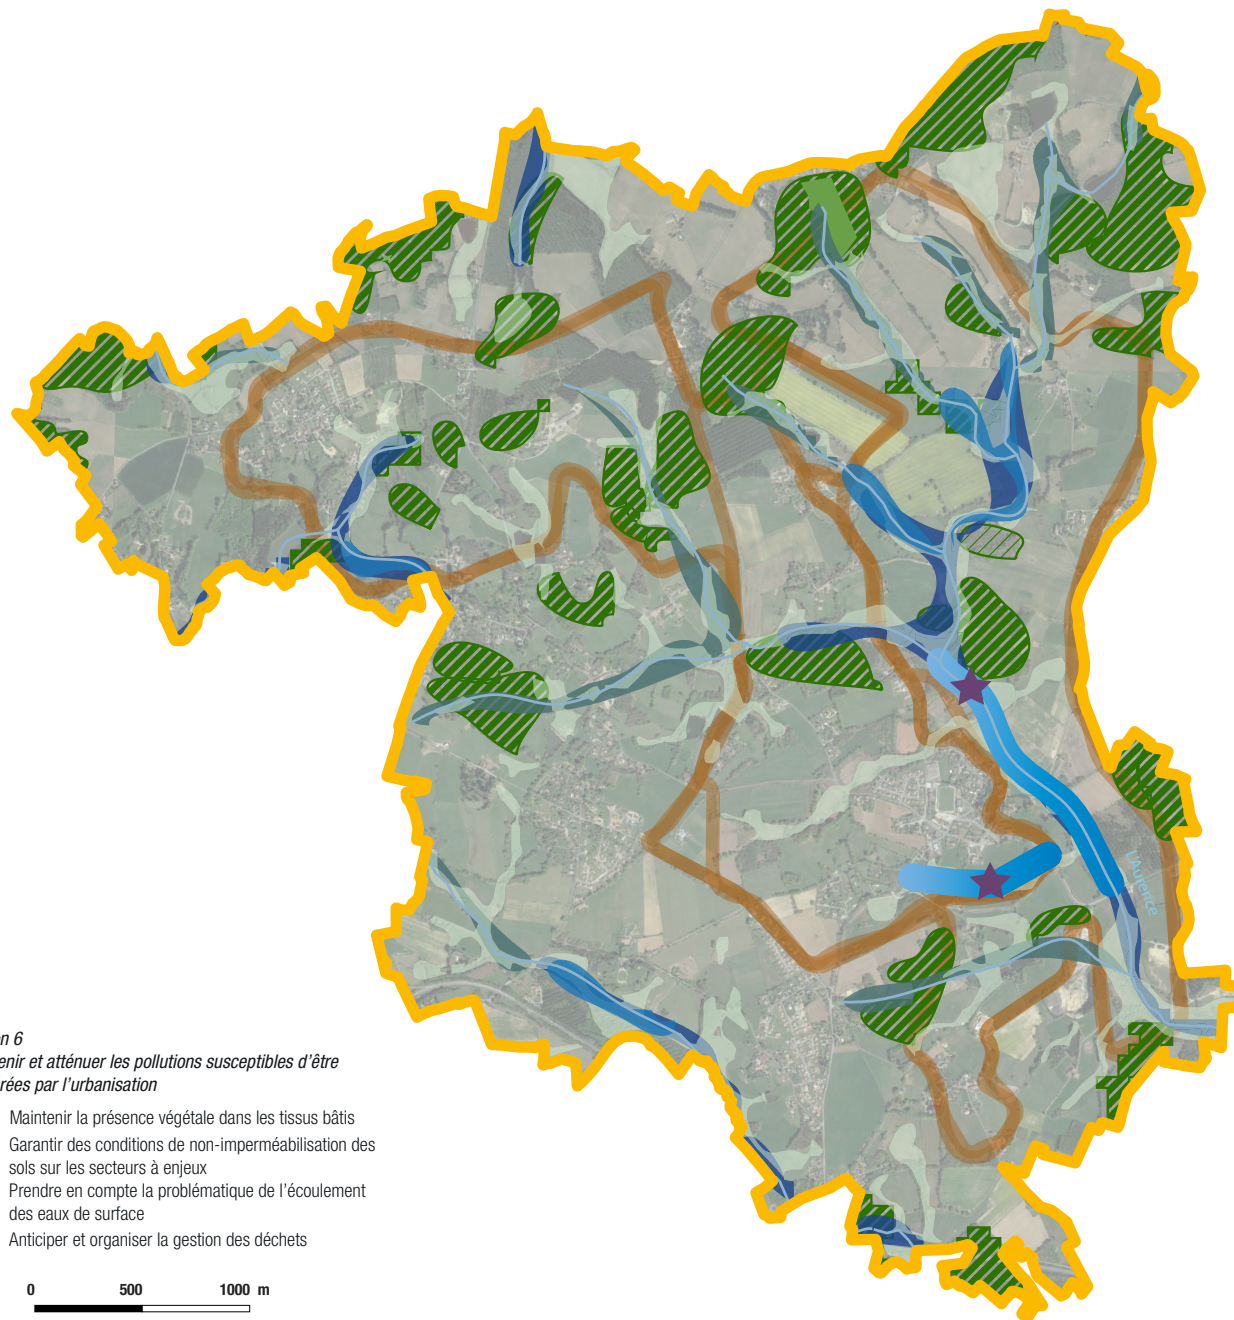 on 6
enir et atténuer les pollutions susceptibles d'être
rées par l'urbanisation
Maintenir la présence végétale dans les tissus bâtis
Garantir des conditions de non-imperméabilisation des
sols sur les secteurs à enjeux
Prendre en compte la problématique de l'écoulement
des eaux de surface
Anticiper et organiser la gestion des déchets
0 500 1000 m
L'Aurence